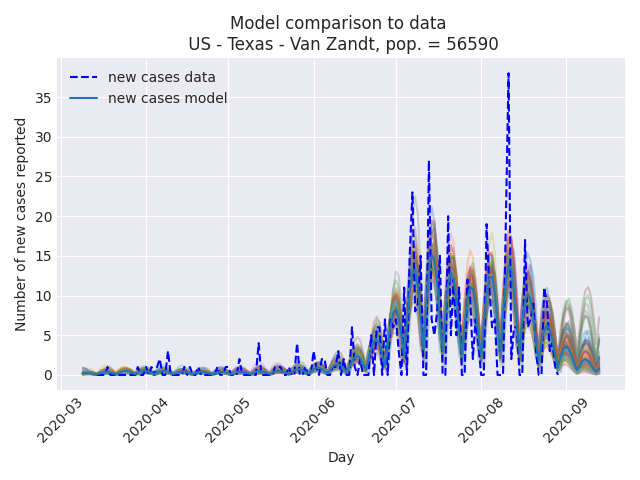 Model comparison to data
US - Texas - Van Zandt, pop. = 56590
new cases data
new cases model
Number of new cases reported
35
30
25
20
15
10
5
0
2020-03
2020-04
2020-05
2020-06
2020-07
2020-08
2020-09
Day